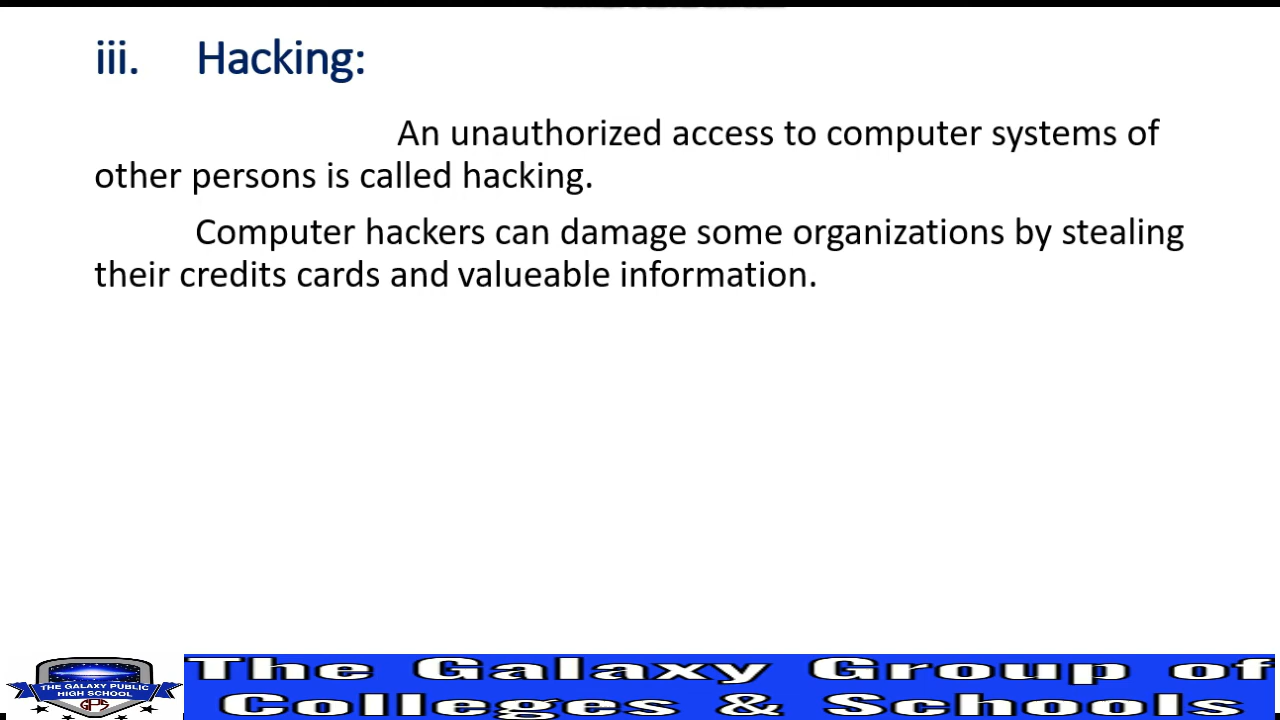 iii. Hacking:
An unauthorized access to computer systems of
other persons is called hacking.
Computer hackers can damage some organizations by stealing
their credits cards and valueable information.
THE GALAXY PUBLIC
HIGH SCHOOL
GPS
The Galaxy Group of
Colleges & Schools